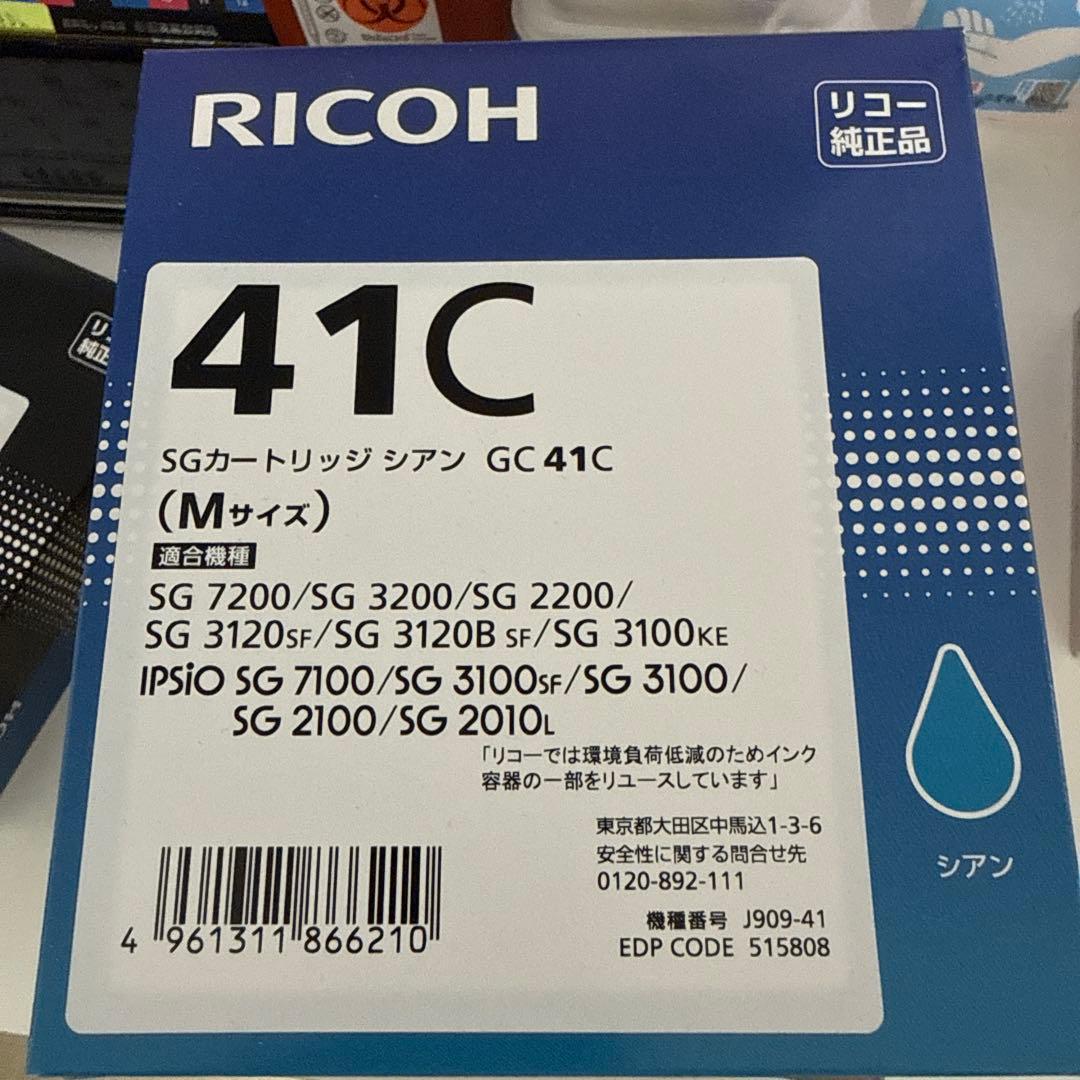 RICOH
リコー
純正品
41C
SGカートリッジ シアン GC 41C
(Mサイズ)
適合機種
SG 7200/SG 3200/SG 2200/
SG 3120SF/SG 3120B SF/SG 3100KE
IPSiO SG 7100/SG 3100SF/SG 3100/
SG 2100/SG 2010L
「リコーでは環境負荷低減のためインク
容器の一部をリユースしています」
東京都大田区中馬込1-3-6
安全性に関する問合せ先
0120-892-111
機種番号 J909-41
EDP CODE 515808
4 961311 866210
シアン